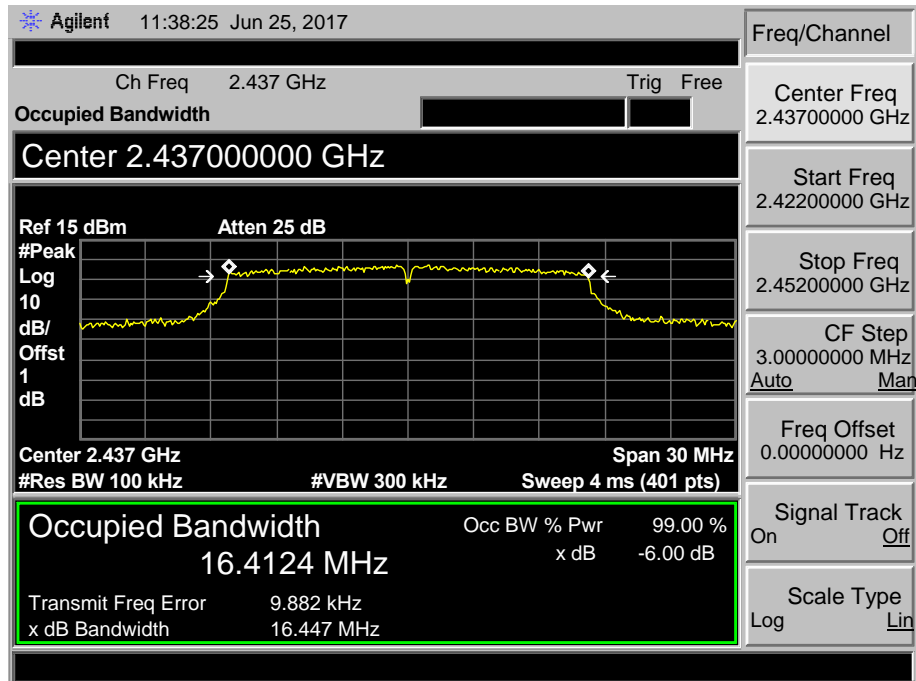 Agilent 11:38:25 Jun 25, 2017
Freq/Channel
Ch Freq 2.437 GHz Trig Free
Occupied Bandwidth
Center 2.437000000 GHz
Ref 15 dBm Atten 25 dB
#Peak
Log
10
dB/
Offst
1
dB
Center 2.437 GHz Span 30 MHz
#Res BW 100 kHz #VBW 300 kHz Sweep 4 ms (401 pts)
Occupied Bandwidth Occ BW % Pwr 99.00 %
16.4124 MHz x dB -6.00 dB
Transmit Freq Error 9.882 kHz
x dB Bandwidth 16.447 MHz
Center Freq
2.43700000 GHz
Start Freq
2.42200000 GHz
Stop Freq
2.45200000 GHz
CF Step
3.00000000 MHz
Auto Man
Freq Offset
0.00000000 Hz
Signal Track
On Off
Scale Type
Log Lin